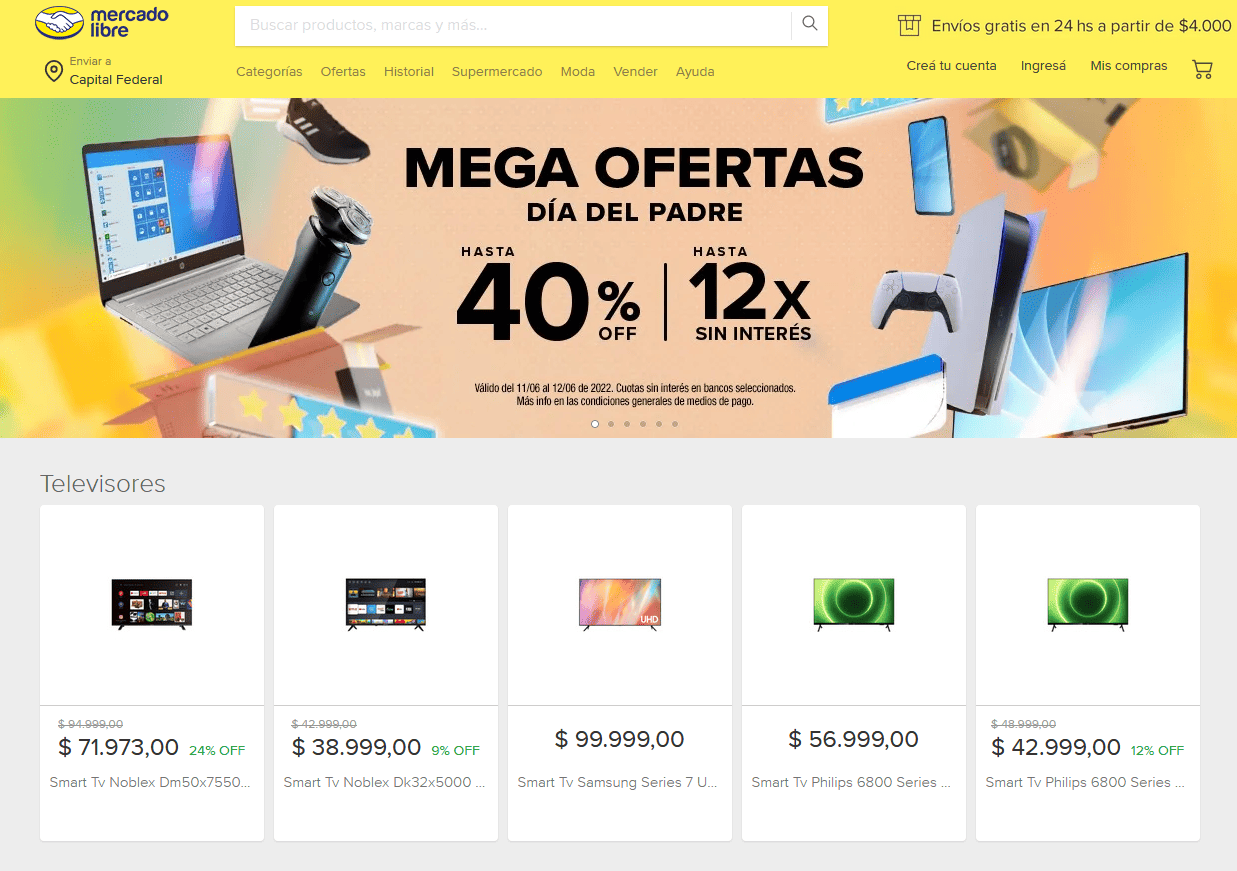 mercado
libre
Buscar productos, marcas y más...
Envíos gratis en 24 hs a partir de $4.000
Enviar a
Capital Federal
Categorías Ofertas Historial Supermercado Moda Vender Ayuda
Creá tu cuenta Ingresá Mis compras
MEGA OFERTAS
DÍA DEL PADRE
HASTA
40%
OFF
HASTA
12x
SIN INTERÉS
Válido del 11/06 al 12/06 de 2022. Cuotas sin interés en bancos seleccionados.
Más info en las condiciones generales de medios de pago.
Televisores
$ 94.999,00
$ 71.973,00 24% OFF
Smart Tv Noblex Dm50x7550...
$ 42.999,00
$ 38.999,00 9% OFF
Smart Tv Noblex Dk32x5000 ...
UHD
$ 99.999,00
Smart Tv Samsung Series 7 U...
$ 56.999,00
Smart Tv Philips 6800 Series ...
$ 48.999,00
$ 42.999,00 12% OFF
Smart Tv Philips 6800 Series ...